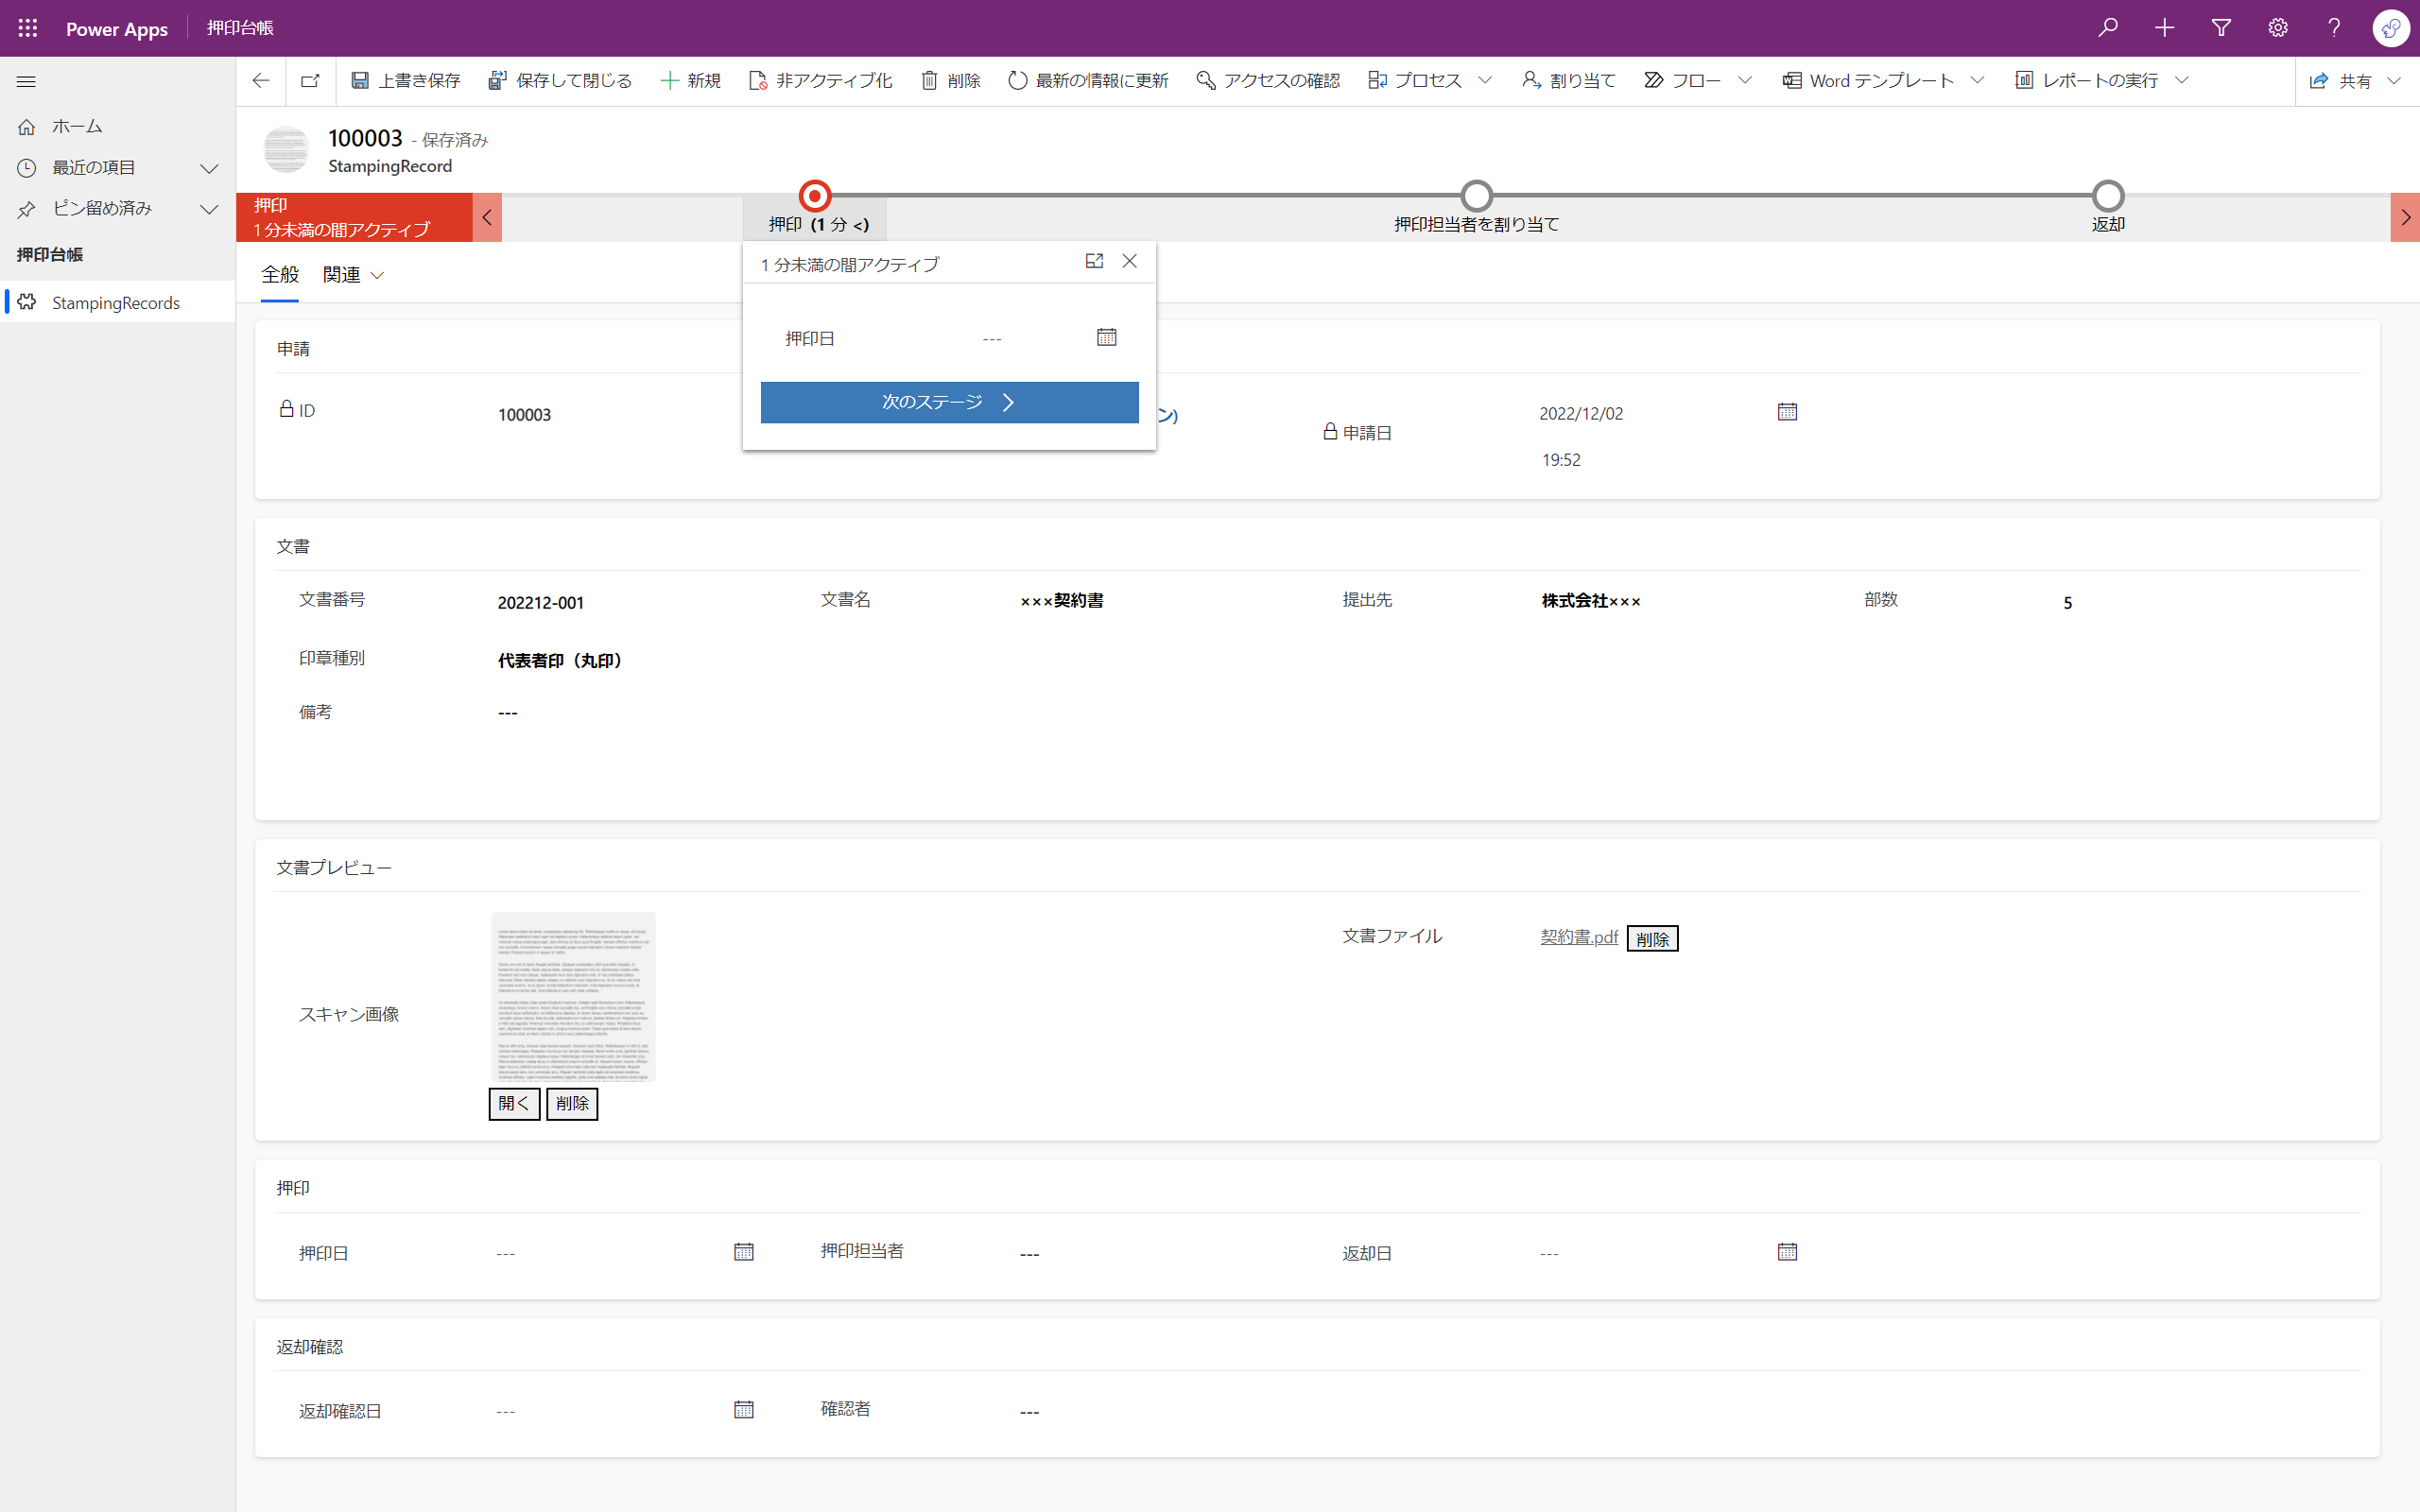 Power Apps 押印台帳
上書き保存 保存して閉じる 新規 非アクティブ化 削除 最新の情報に更新 アクセスの確認 プロセス 割り当て フロー Word テンプレート レポートの実行 共有
ホーム
最近の項目
ピン留め済み
押印台帳
StampingRecords
100003 - 保存済み
StampingRecord
押印
1 分未満の間アクティブ
押印 (1 分 <)
押印担当者を割り当て
返却
全般 関連
1 分未満の間アクティブ
押印日 ---
次のステージ
申請
ID 100003
ン)
申請日 2022/12/02
19:52
文書
文書番号 202212-001 文書名 ×××契約書 提出先 株式会社××× 部数 5
印章種別 代表者印（丸印）
備考 ---
文書プレビュー
スキャン画像
開く 削除
文書ファイル 契約書.pdf 削除
押印
押印日 --- 押印担当者 --- 返却日 ---
返却確認
返却確認日 --- 確認者 ---